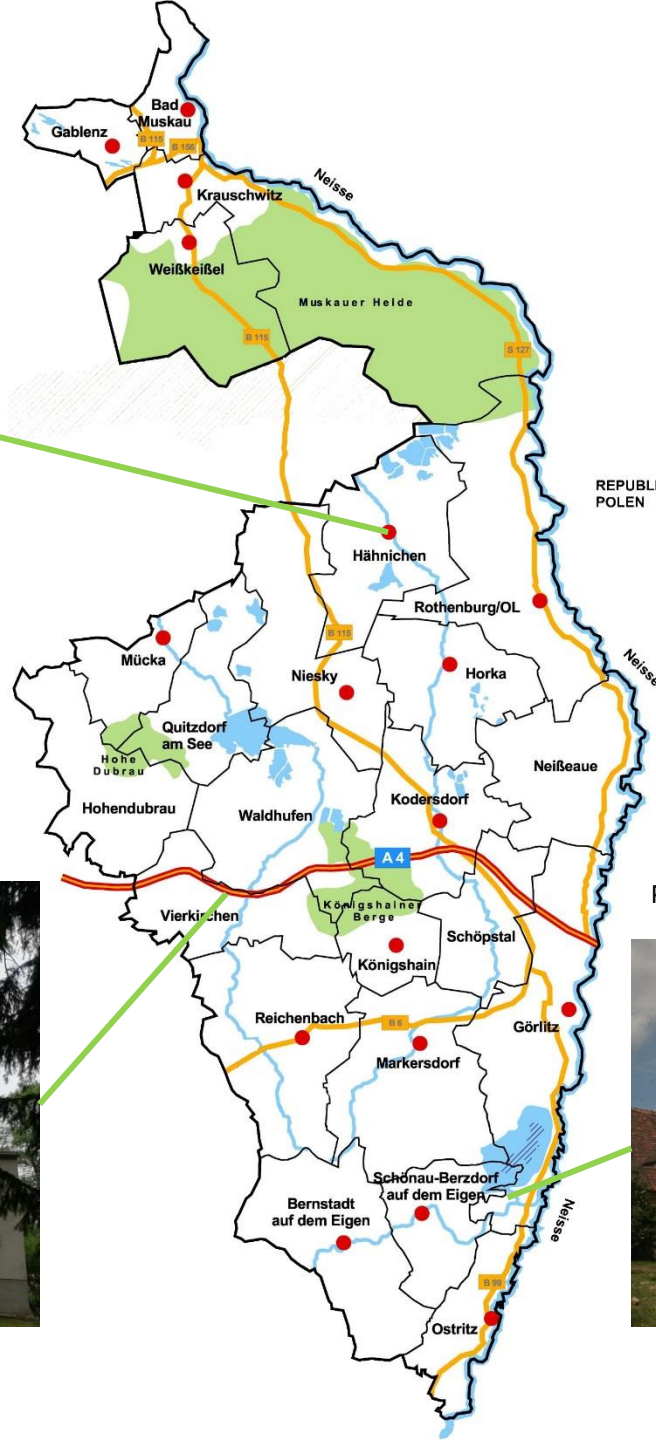 Bad
Muskau
Gablenz
B 115
B 156
Krauschwitz
Neisse
Weißkeißel
Muskauer Heide
B 115
S 127
REPUBLI
POLEN
Hähnichen
Rothenburg/OL
B 115
Mücka
Niesky
Horka
Neisse
Quitzdorf
am See
Hohe
Dubrau
Neißeaue
Hohendubrau
Waldhufen
Kodersdorf
A 4
Vierkirchen
Königshainer
Berge
Schöpstal
Königshain
Reichenbach
B 6
Görlitz
Markersdorf
Schönau-Berzdorf
auf dem Eigen
Bernstadt
auf dem Eigen
Neisse
B 99
Ostritz